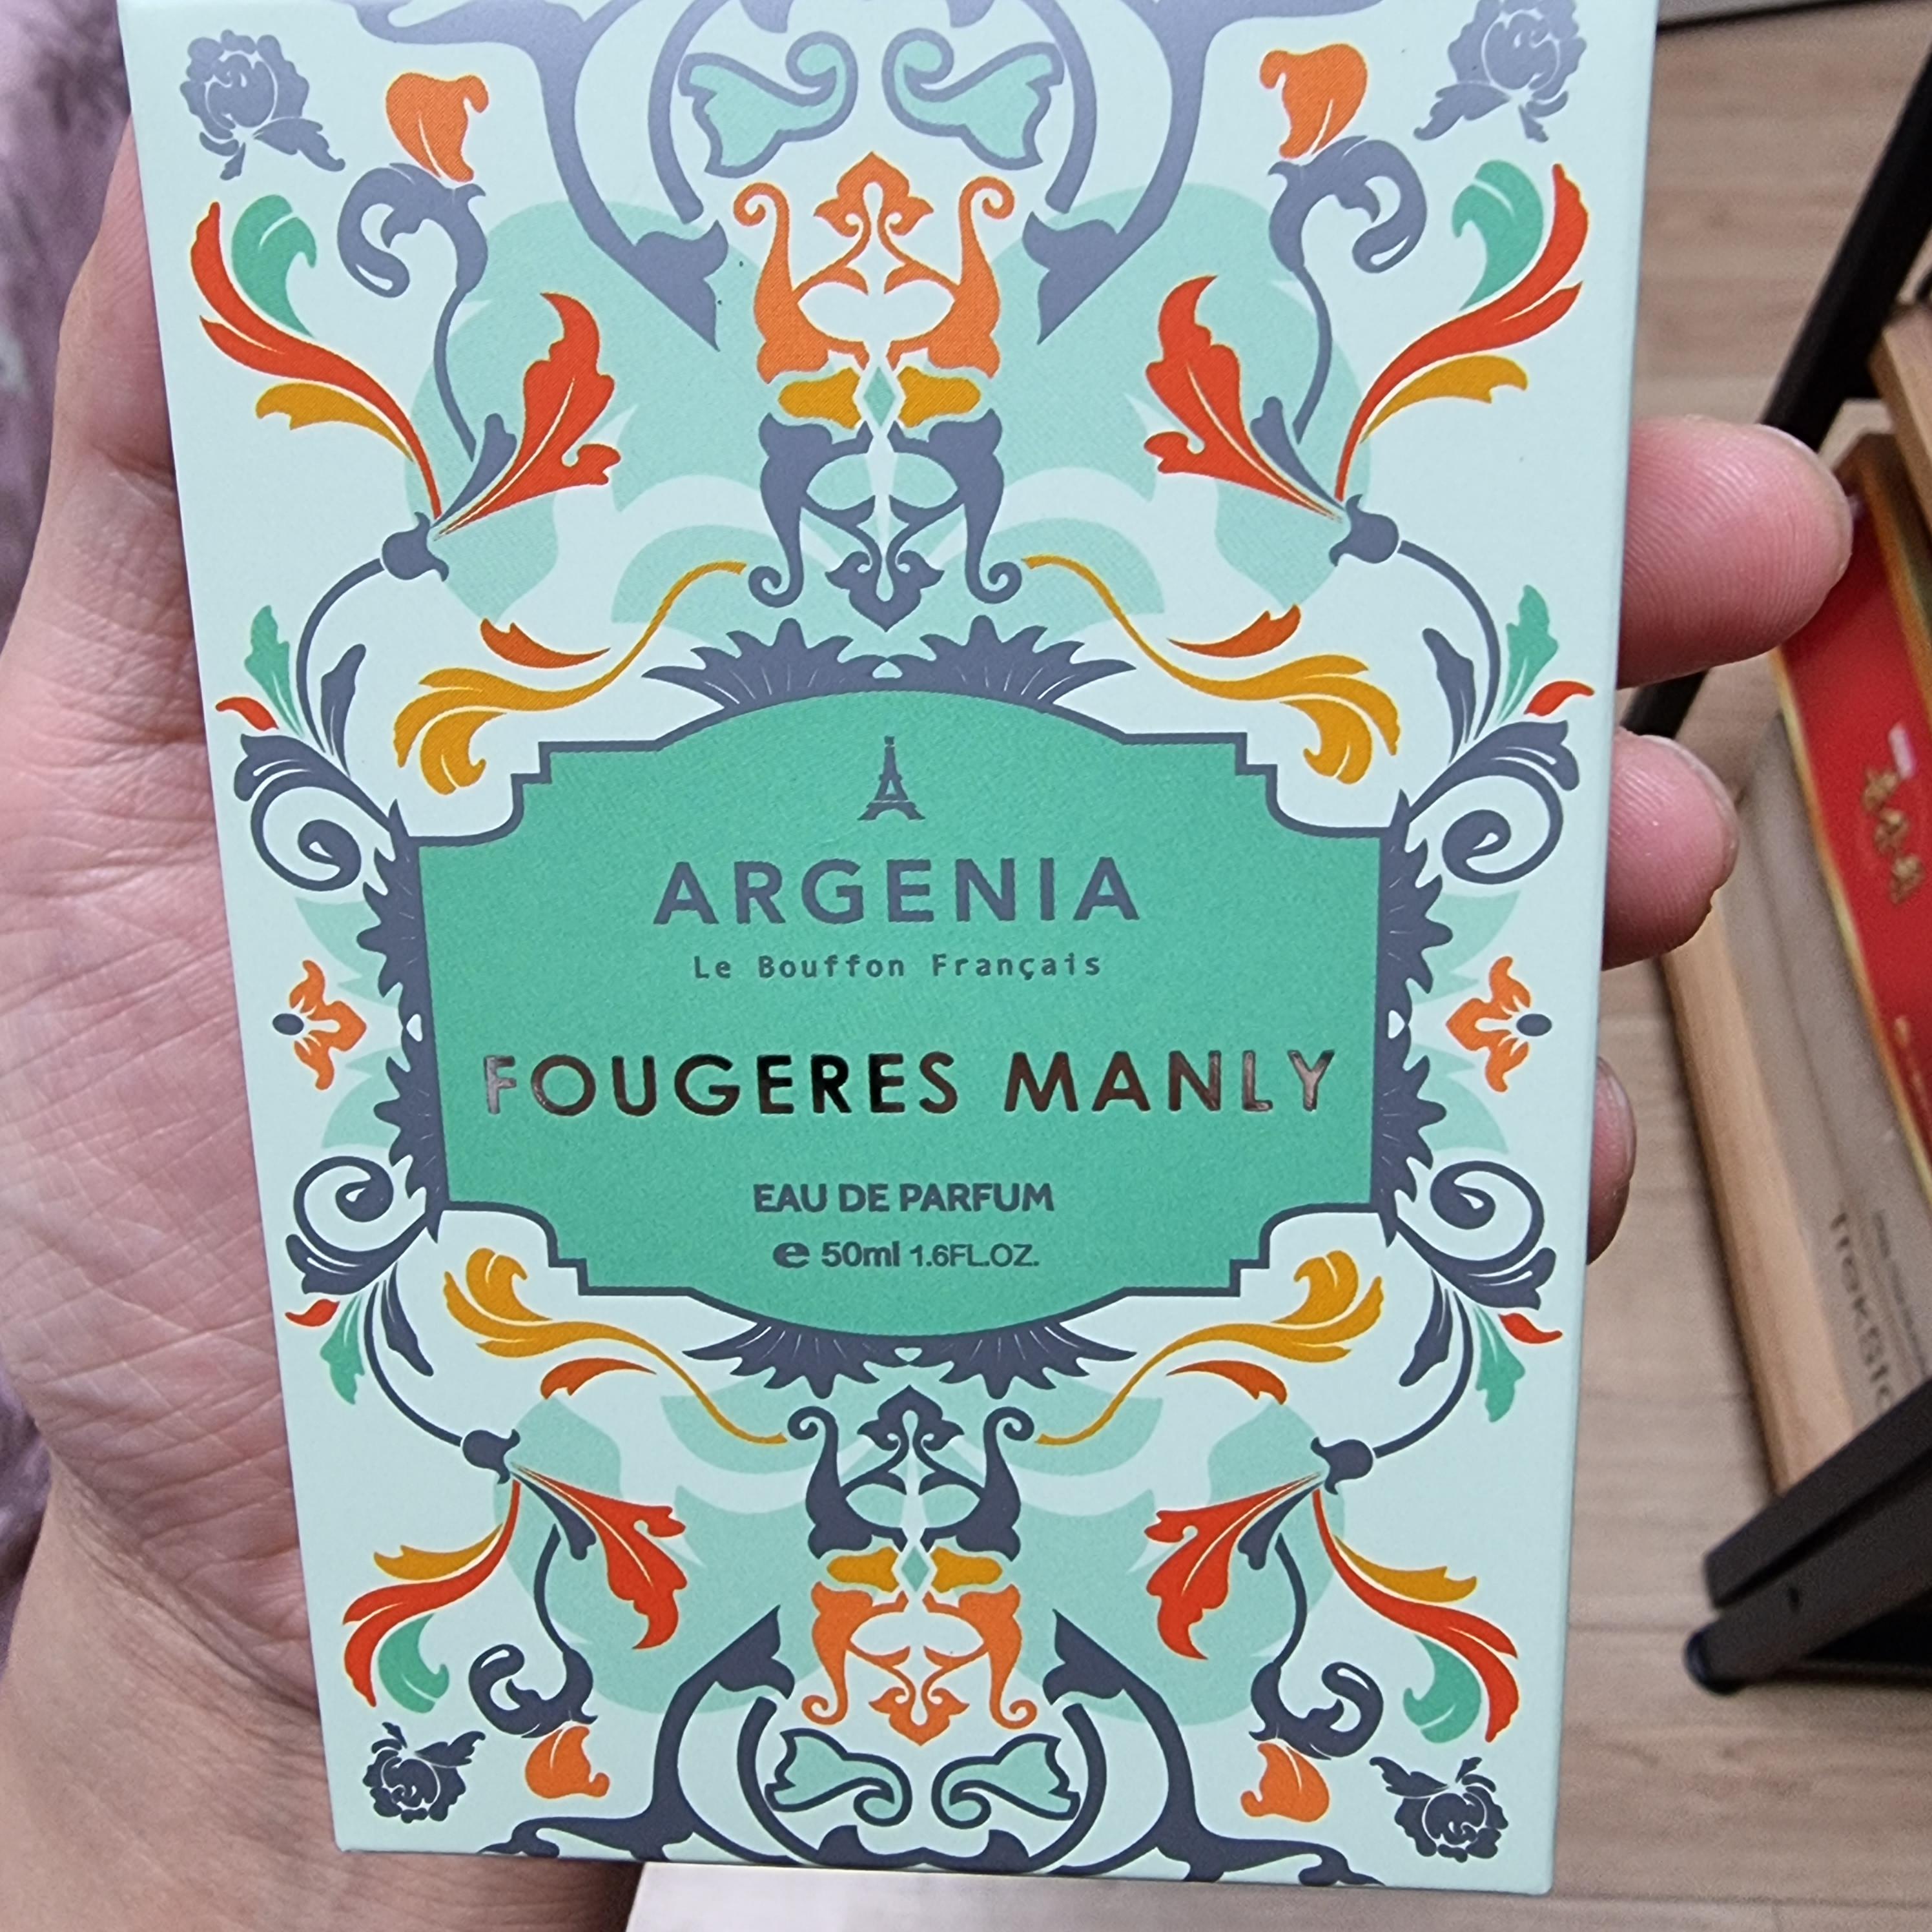 ARGENIA
Le Bouffon Français
FOUGERES MANLY
EAU DE PARFUM
℮ 50ml 1.6FL.OZ.